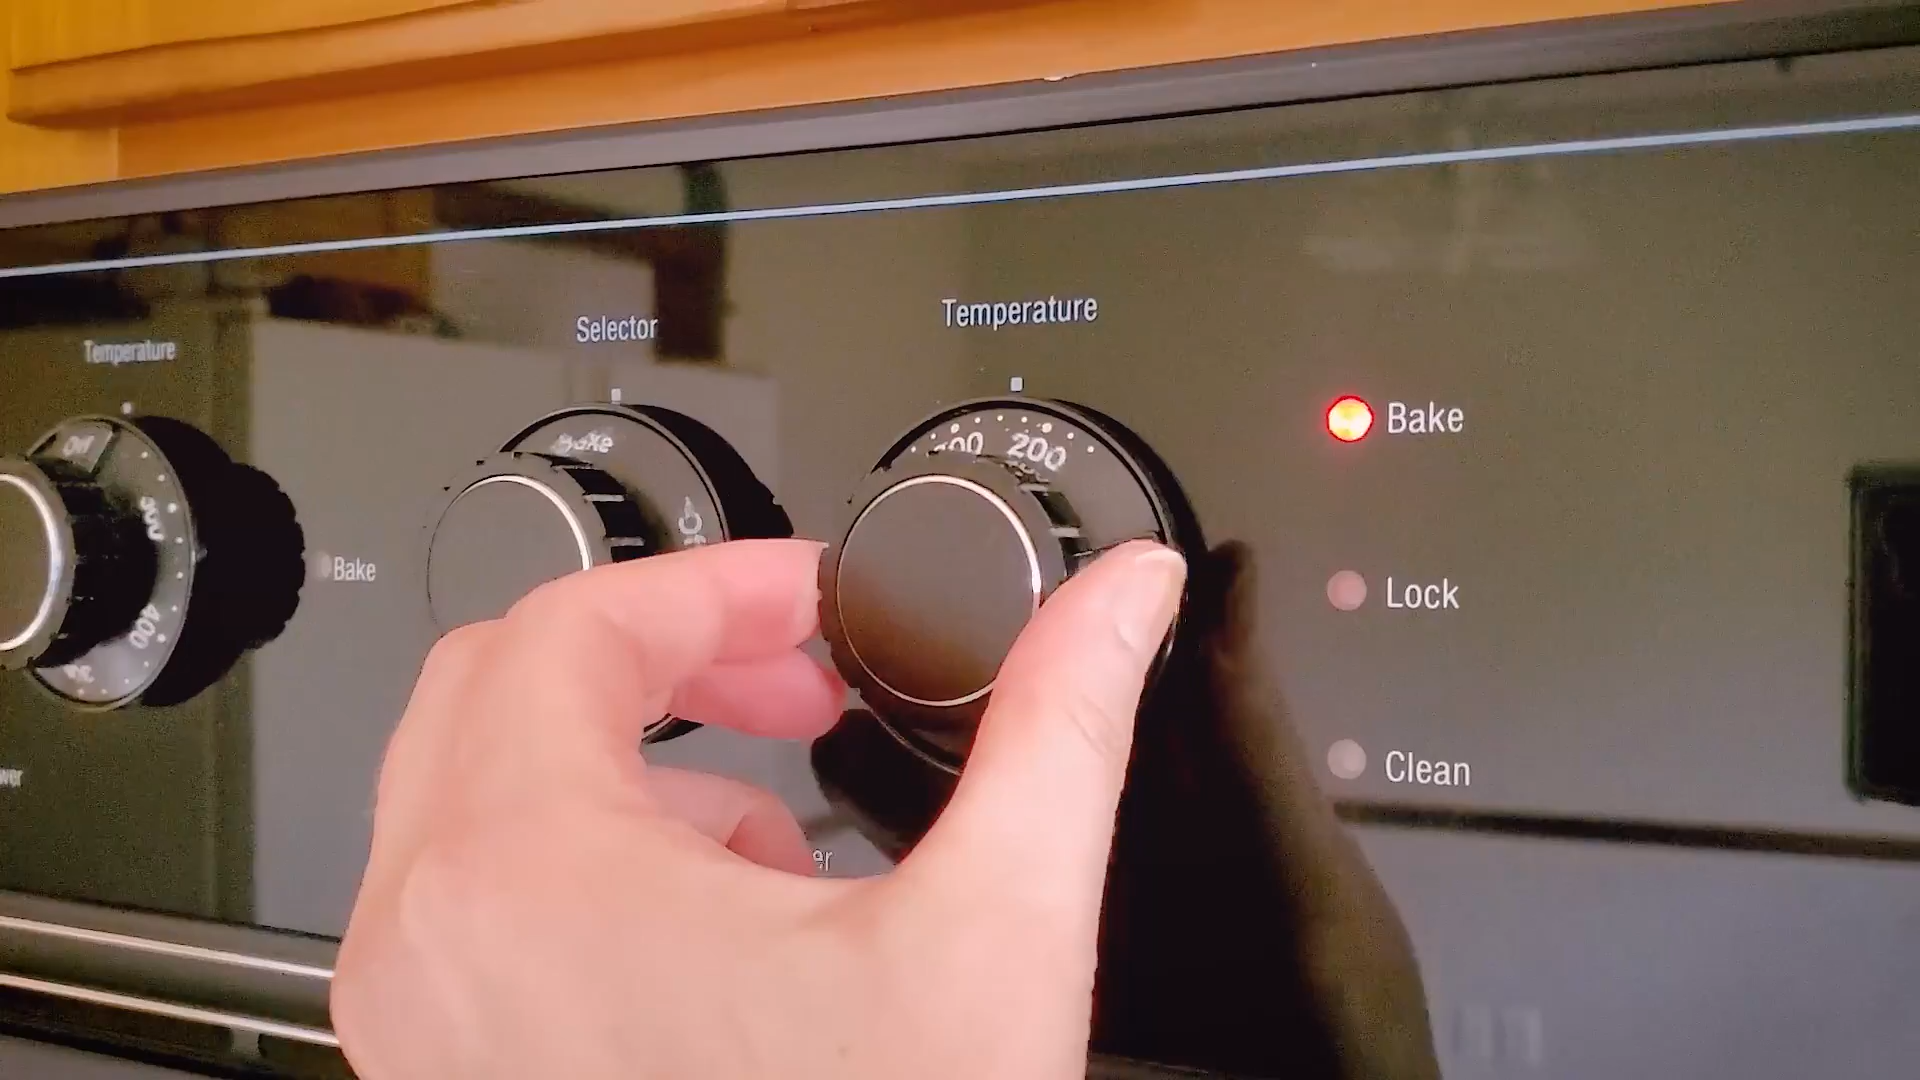 Temperature
Selector
Temperature
Off
300
400
Bake
Bake
200
Bake
Lock
Clean